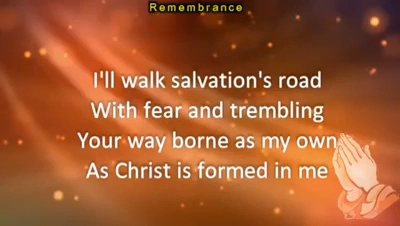 Remembrance
I'll walk salvation's road
With fear and trembling
Your way borne as my own
As Christ is formed in me